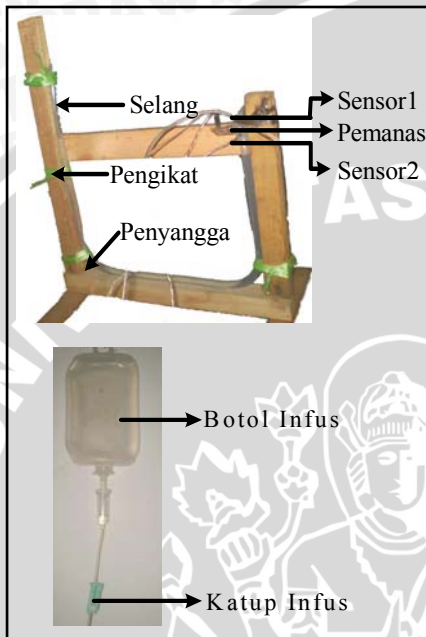 Selang
Sensor1
Pemanas
Pengikat
Sensor2
Penyangga
Botol Infus
Katup Infus